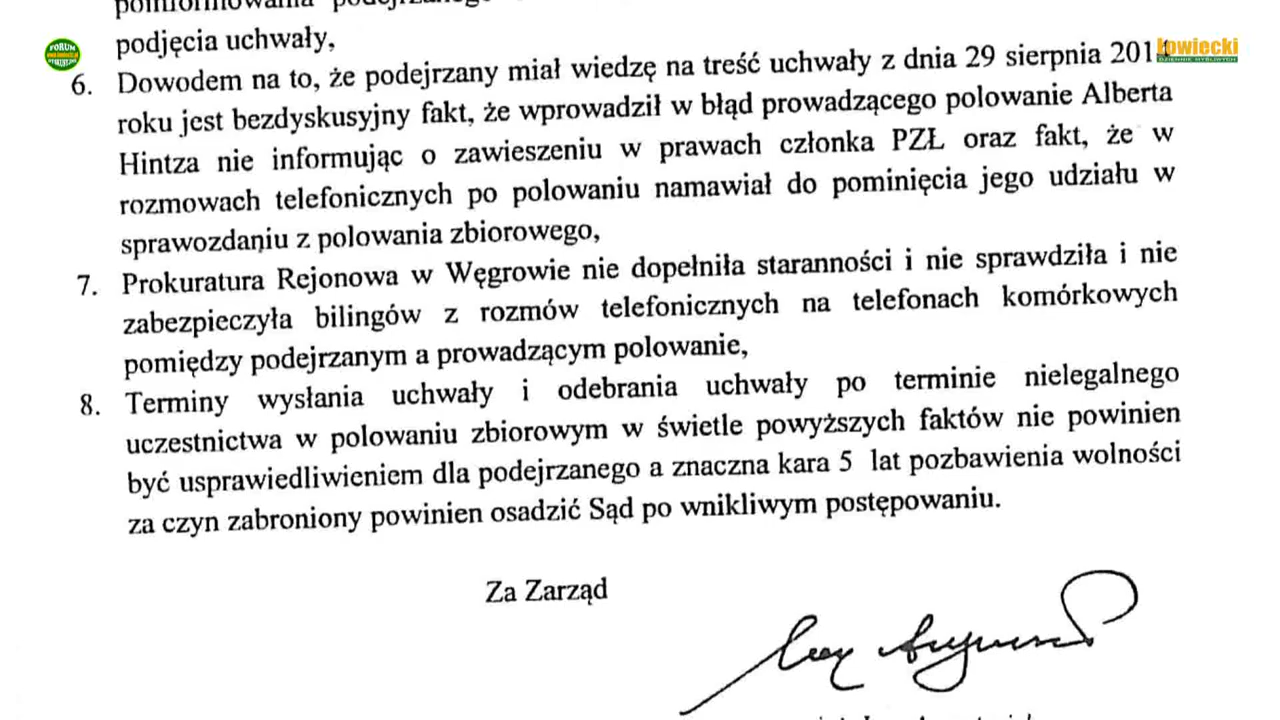 podjęcia uchwały,
6. Dowodem na to, że podejrzany miał wiedzę na treść uchwały z dnia 29 sierpnia 201
roku jest bezdyskusyjny fakt, że wprowadził w błąd prowadzącego polowanie Alberta
Hintza nie informując o zawieszeniu w prawach członka PZŁ oraz fakt, że w
rozmowach telefonicznych po polowaniu namawiał do pominięcia jego udziału w
sprawozdaniu z polowania zbiorowego,
7. Prokuratura Rejonowa w Węgrowie nie dopełniła staranności i nie sprawdziła i nie
zabezpieczyła bilingów z rozmów telefonicznych na telefonach komórkowych
pomiędzy podejrzanym a prowadzącym polowanie,
8. Terminy wysłania uchwały i odebrania uchwały po terminie nielegalnego
uczestnictwa w polowaniu zbiorowym w świetle powyższych faktów nie powinien
być usprawiedliwieniem dla podejrzanego a znaczna kara 5 lat pozbawienia wolności
za czyn zabroniony powinien osadzić Sąd po wnikliwym postępowaniu.
Za Zarząd
FORUM
łowiecki
DZIENNIK MYŚLIWYCH